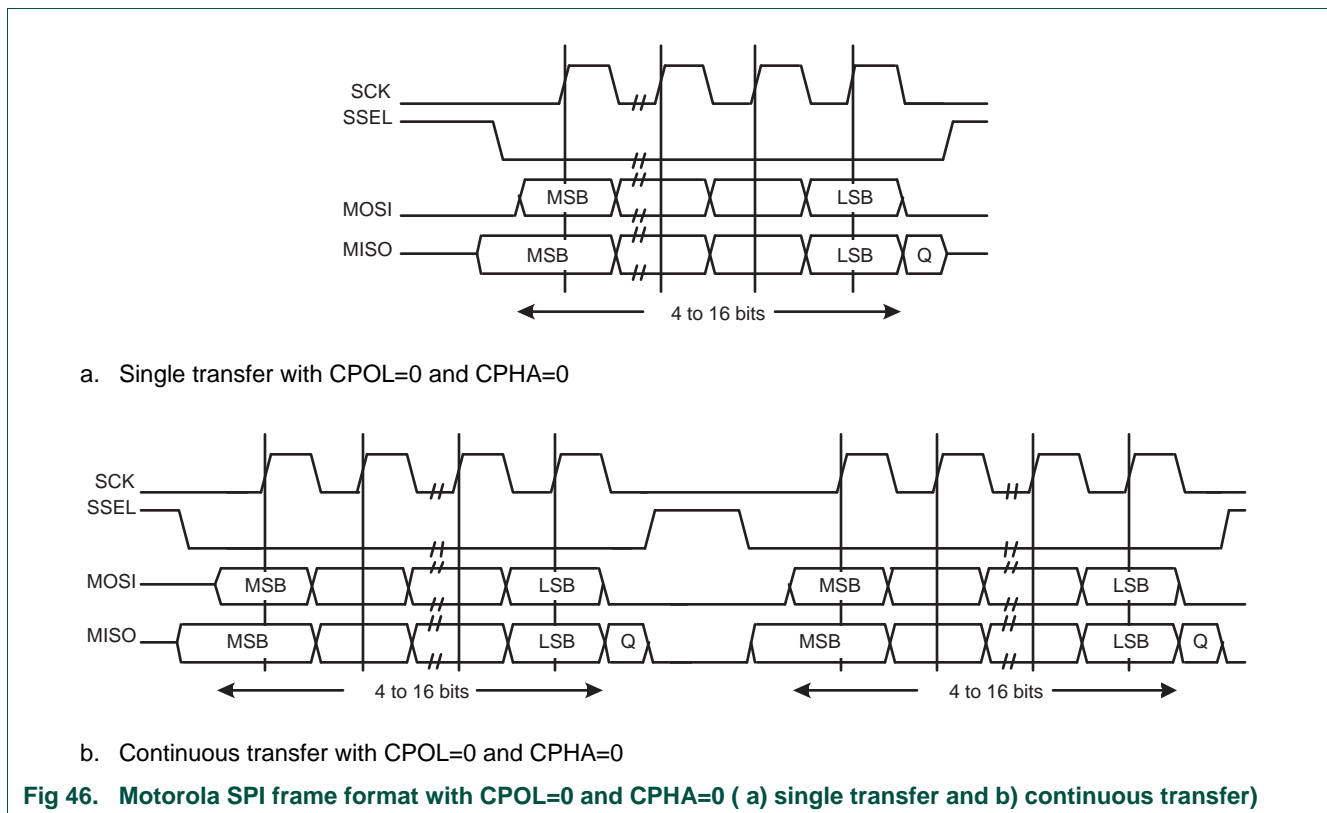 SCK
SSEL
MOSI MSB LSB
MISO MSB LSB Q
4 to 16 bits
a. Single transfer with CPOL=0 and CPHA=0
SCK
SSEL
MOSI MSB LSB MSB LSB
MISO MSB LSB Q MSB LSB Q
4 to 16 bits 4 to 16 bits
b. Continuous transfer with CPOL=0 and CPHA=0
Fig 46. Motorola SPI frame format with CPOL=0 and CPHA=0 ( a) single transfer and b) continuous transfer)